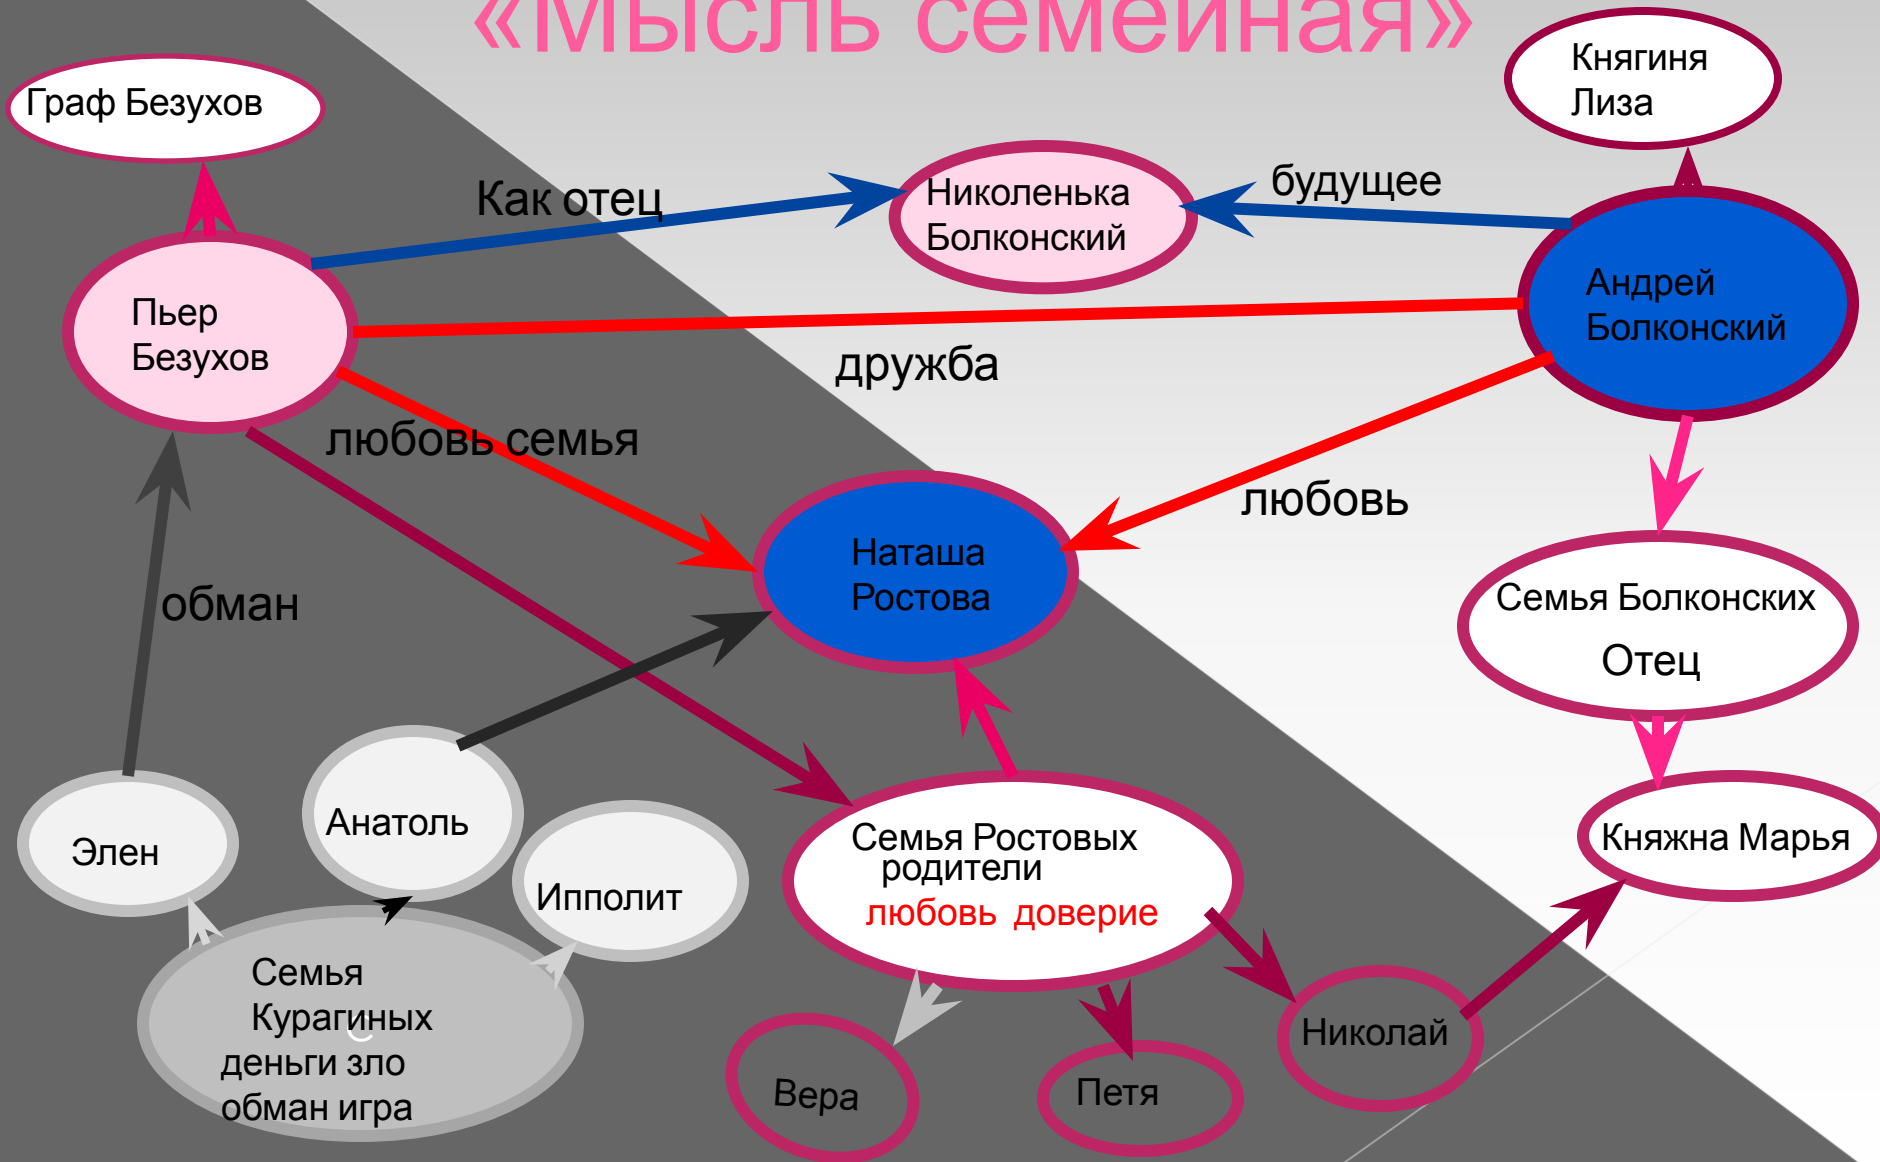 «Мысль семейная»
Княгиня
Лиза
Граф Безухов
Как отец
Николенька
Болконский
будущее
Пьер
Безухов
Андрей
Болконский
дружба
любовь семья
любовь
Наташа
Ростова
обман
Семья Болконских
Отец
Элен
Анатоль
Ипполит
Семья Ростовых
родители
любовь доверие
Княжна Марья
Семья
Курагиных
С
деньги зло
обман игра
Вера
Петя
Николай